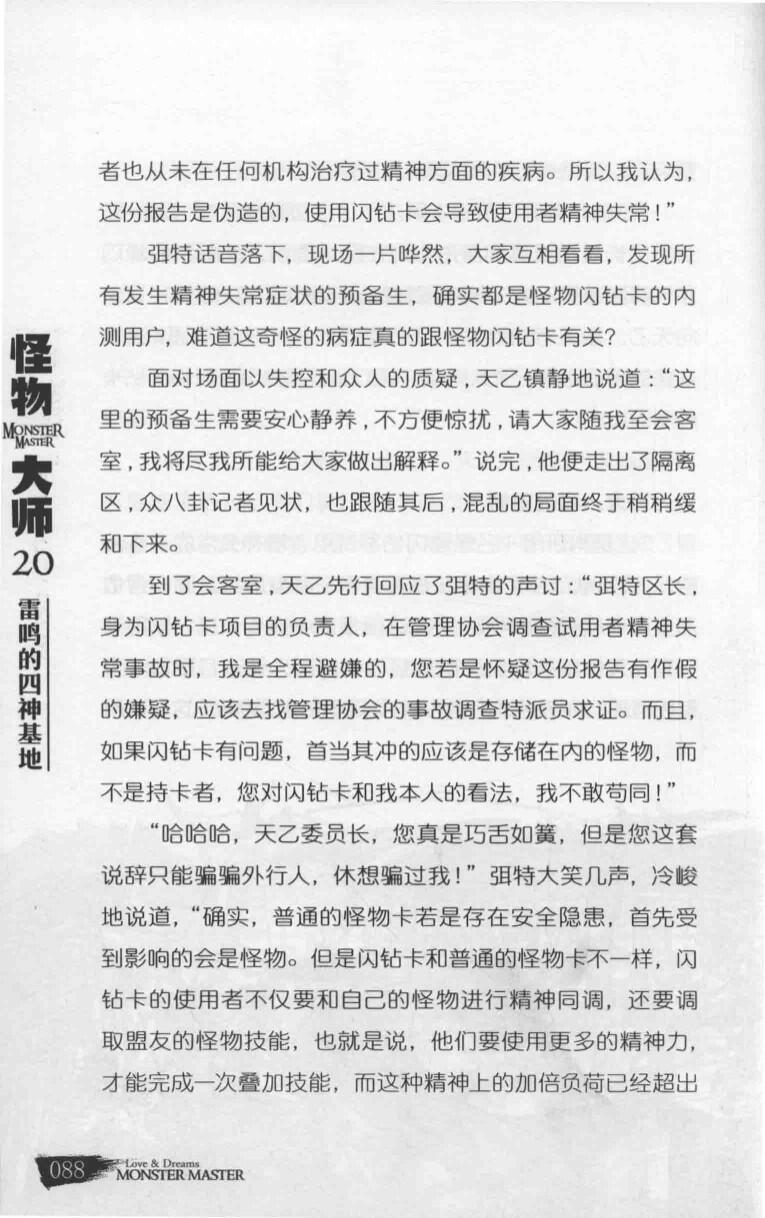 者也从未在任何机构治疗过精神方面的疾病。所以我认为，
这份报告是伪造的，使用闪钻卡会导致使用者精神失常！”
弭特话音落下，现场一片哗然，大家互相看看，发现所
有发生精神失常症状的预备生，确实都是怪物闪钻卡的内
测用户，难道这奇怪的病症真的跟怪物闪钻卡有关？
面对场面以失控和众人的质疑，天乙镇静地说道：“这
里的预备生需要安心静养，不方便惊扰，请大家随我至会客
室，我将尽我所能给大家做出解释。”说完，他便走出了隔离
区，众八卦记者见状，也跟随其后，混乱的局面终于稍稍缓
和下来。
到了会客室，天乙先行回应了弭特的声讨：“弭特区长，
身为闪钻卡项目的负责人，在管理协会调查试用者精神失
常事故时，我是全程避嫌的，您若是怀疑这份报告有作假
的嫌疑，应该去找管理协会的事故调查特派员求证。而且，
如果闪钻卡有问题，首当其冲的应该是存储在内的怪物，而
不是持卡者，您对闪钻卡和我本人的看法，我不敢苟同！”
“哈哈哈，天乙委员长，您真是巧舌如簧，但是您这套
说辞只能骗骗外行人，休想骗过我！”弭特大笑几声，冷峻
地说道，“确实，普通的怪物卡若是存在安全隐患，首先受
到影响的会是怪物。但是闪钻卡和普通的怪物卡不一样，闪
钻卡的使用者不仅要和自己的怪物进行精神同调，还要调
取盟友的怪物技能，也就是说，他们要使用更多的精神力，
才能完成一次叠加技能，而这种精神上的加倍负荷已经超出
怪物
MONSTER
MASTER
大师
20
雷鸣的四神基地
088
Love & Dreams
MONSTER MASTER